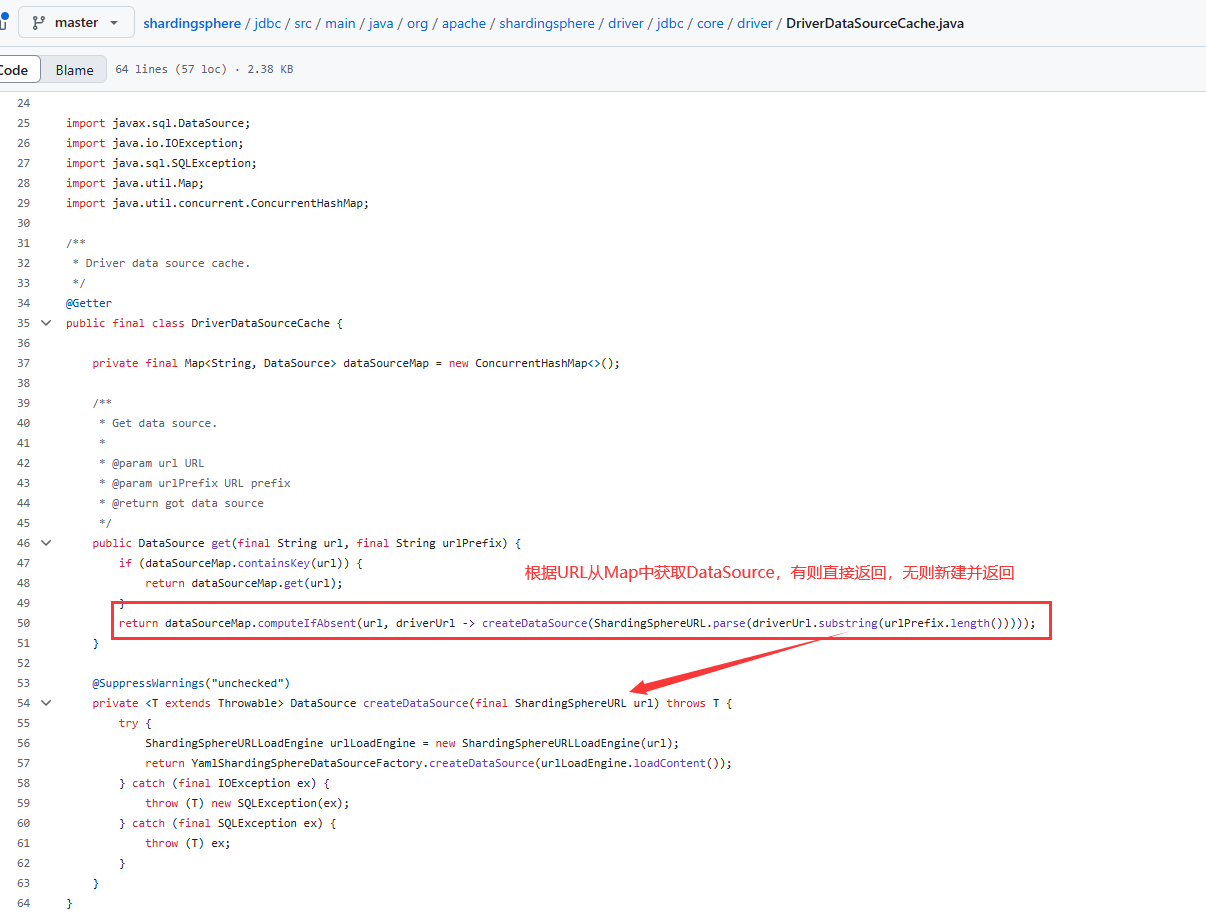 master shardingsphere / jdbc / src / main / java / org / apache / shardingsphere / driver / jdbc / core / driver / DriverDataSourceCache.java
Code Blame 64 lines (57 loc) · 2.38 KB
24
25 import javax.sql.DataSource;
26 import java.io.IOException;
27 import java.sql.SQLException;
28 import java.util.Map;
29 import java.util.concurrent.ConcurrentHashMap;
30
31 /**
32 * Driver data source cache.
33 */
34 @Getter
35 public final class DriverDataSourceCache {
36
37 private final Map<String, DataSource> dataSourceMap = new ConcurrentHashMap<>();
38
39 /**
40 * Get data source.
41 *
42 * @param url URL
43 * @param urlPrefix URL prefix
44 * @return got data source
45 */
46 public DataSource get(final String url, final String urlPrefix) {
47 if (dataSourceMap.containsKey(url)) {
根据URL从Map中获取DataSource，有则直接返回，无则新建并返回
48 return dataSourceMap.get(url);
49 }
50 return dataSourceMap.computeIfAbsent(url, driverUrl -> createDataSource(ShardingSphereURL.parse(driverUrl.substring(urlPrefix.length()))));
51 }
52
53 @SuppressWarnings("unchecked")
54 private <T extends Throwable> DataSource createDataSource(final ShardingSphereURL url) throws T {
55 try {
56 ShardingSphereURLLoadEngine urlLoadEngine = new ShardingSphereURLLoadEngine(url);
57 return YamlShardingSphereDataSourceFactory.createDataSource(urlLoadEngine.loadContent());
58 } catch (final IOException ex) {
59 throw (T) new SQLException(ex);
60 } catch (final SQLException ex) {
61 throw (T) ex;
62 }
63 }
64 }